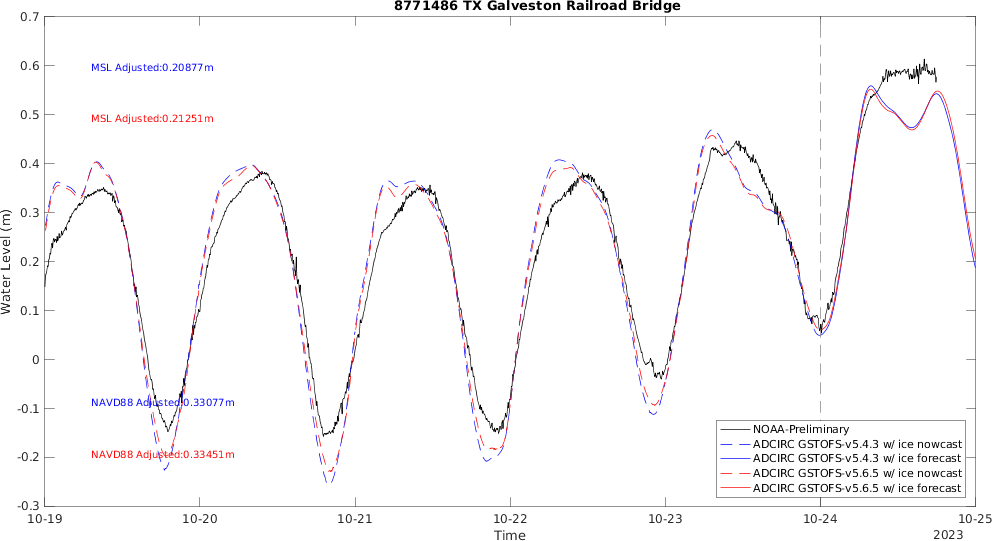 8771486 TX Galveston Railroad Bridge
0.7
0.6
0.5
0.4
0.3
0.2
0.1
0
-0.1
-0.2
-0.3
Water Level (m)
MSL Adjusted:0.20877m
MSL Adjusted:0.21251m
NAVD88 Adjusted:0.33077m
NAVD88 Adjusted:0.33451m
NOAA-Preliminary
ADCIRC GSTOFS-v5.4.3 w/ ice nowcast
ADCIRC GSTOFS-v5.4.3 w/ ice forecast
ADCIRC GSTOFS-v5.6.5 w/ ice nowcast
ADCIRC GSTOFS-v5.6.5 w/ ice forecast
10-19 10-20 10-21 10-22 10-23 10-24 10-25
Time
2023